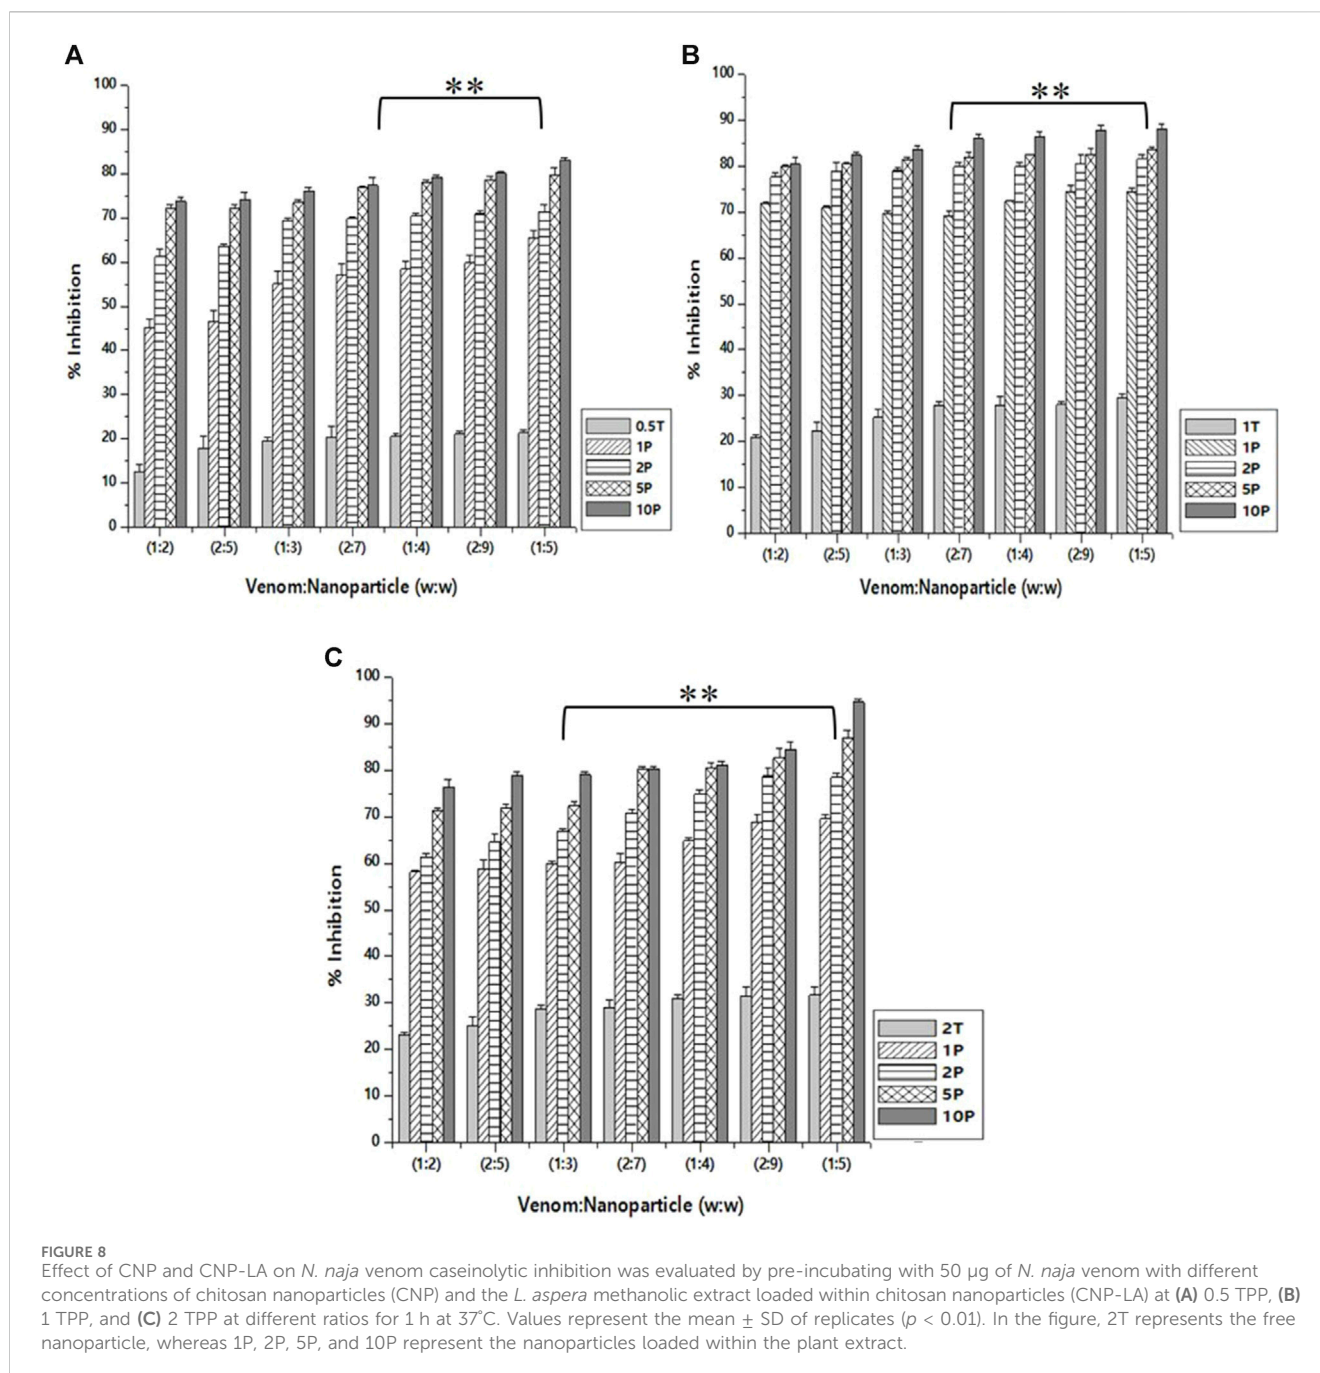 A
**
100
90
80
70
60
50
40
30
20
10
0
% Inhibition
(1:2) (2:5) (1:3) (2:7) (1:4) (2:9) (1:5)
Venom:Nanoparticle (w:w)
0.5T
1P
2P
5P
10P
B
**
100
90
80
70
60
50
40
30
20
10
0
% Inhibition
(1:2) (2:5) (1:3) (2:7) (1:4) (2:9) (1:5)
Venom:Nanoparticle (w:w)
1T
1P
2P
5P
10P
C
**
100
90
80
70
60
50
40
30
20
10
0
% Inhibition
(1:2) (2:5) (1:3) (2:7) (1:4) (2:9) (1:5)
Venom:Nanoparticle (w:w)
2T
1P
2P
5P
10P
FIGURE 8
Effect of CNP and CNP-LA on N. naja venom caseinolytic inhibition was evaluated by pre-incubating with 50 µg of N. naja venom with different
concentrations of chitosan nanoparticles (CNP) and the L. aspera methanolic extract loaded within chitosan nanoparticles (CNP-LA) at (A) 0.5 TPP, (B)
1 TPP, and (C) 2 TPP at different ratios for 1 h at 37°C. Values represent the mean ± SD of replicates (p < 0.01). In the figure, 2T represents the free
nanoparticle, whereas 1P, 2P, 5P, and 10P represent the nanoparticles loaded within the plant extract.